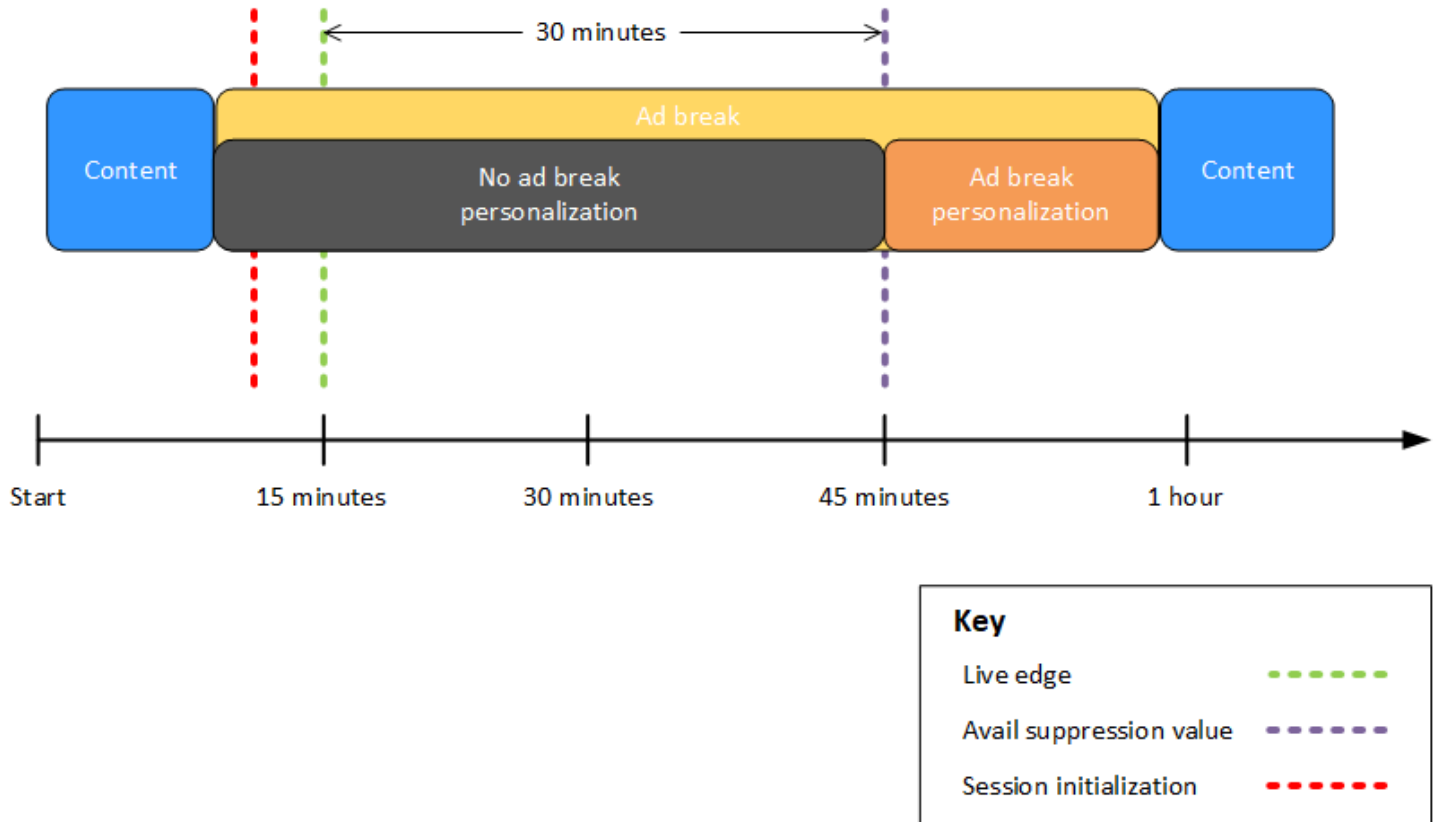 30 minutes
Ad break
Content
No ad break
personalization
Ad break
personalization
Content
Start
15 minutes
30 minutes
45 minutes
1 hour
Key
Live edge
Avail suppression value
Session initialization